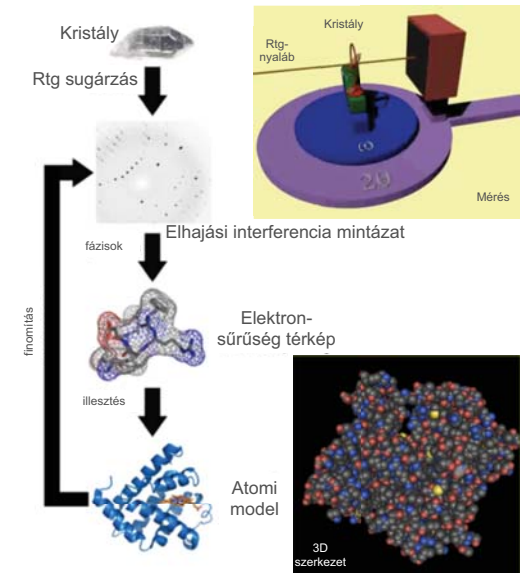 Kristály
Rtg sugárzás
Elhajási interferencia mintázat
fázisok
Elektron-
sűrűség térkép
illesztés
Atomi
model
finomítás
Kristály
Rtg-
nyaláb
ω
2Θ
Mérés
3D
szerkezet